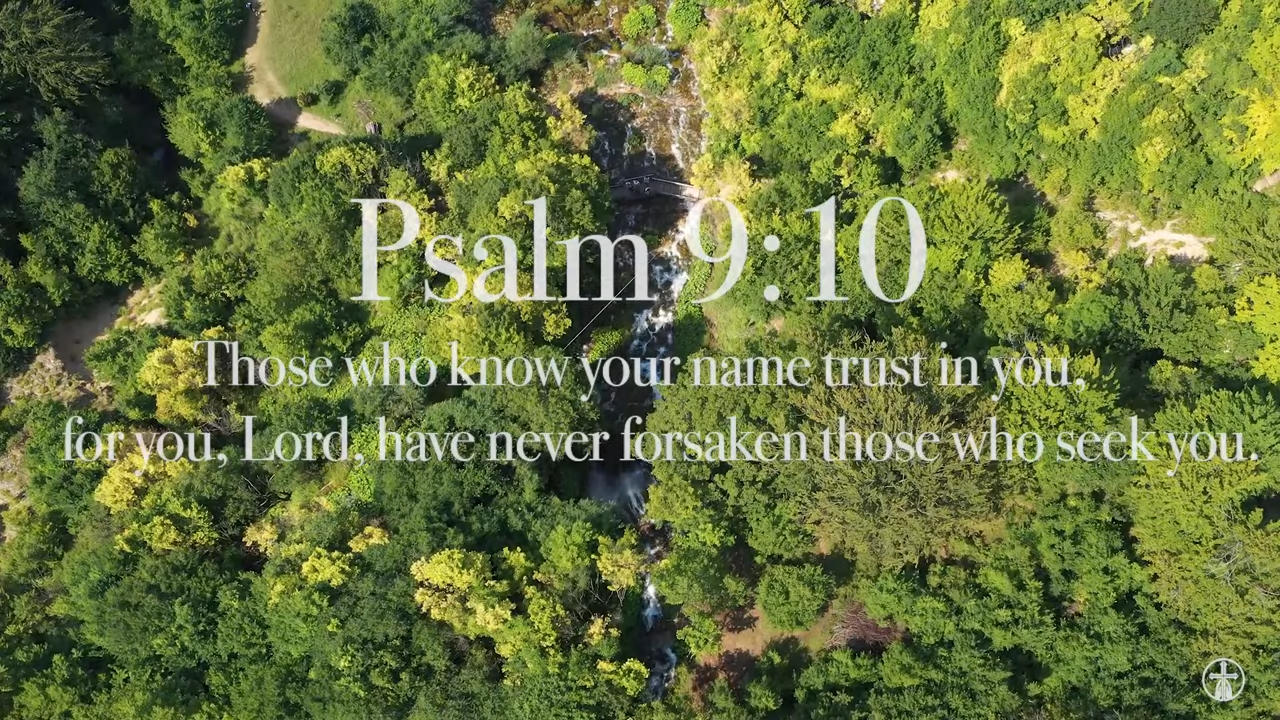 Psalm 9:10
Those who know your name trust in you,
for you, Lord, have never forsaken those who seek you.